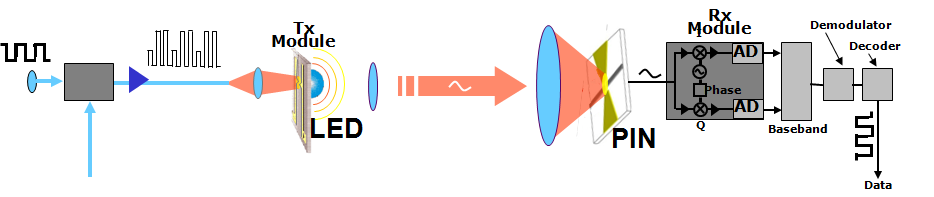 Tx
Module
LED
PIN
Rx
Module
I
AD
Phase
AD
Q
Baseband
Demodulator
Decoder
Data